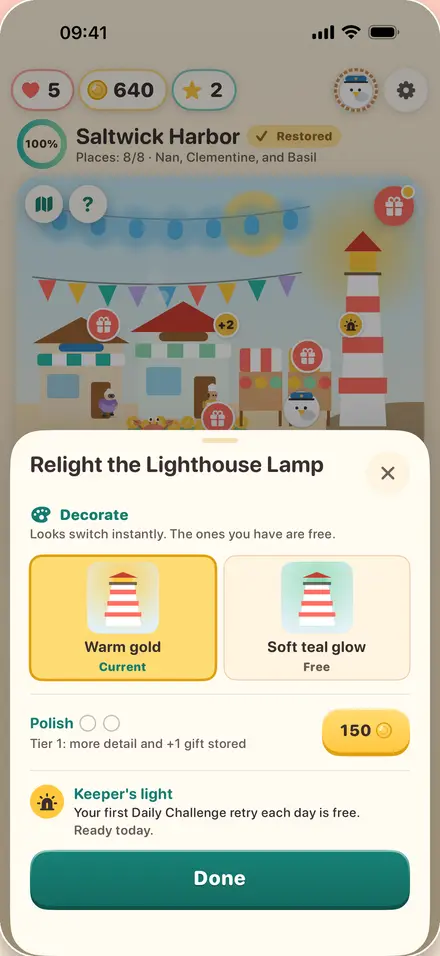 09:41
5
640
2
100%
Saltwick Harbor
Restored
Places: 8/8 · Nan, Clementine, and Basil
?
+2
Relight the Lighthouse Lamp
Decorate
Looks switch instantly. The ones you have are free.
Warm gold
Current
Soft teal glow
Free
Polish
Tier 1: more detail and +1 gift stored
150
Keeper's light
Your first Daily Challenge retry each day is free.
Ready today.
Done